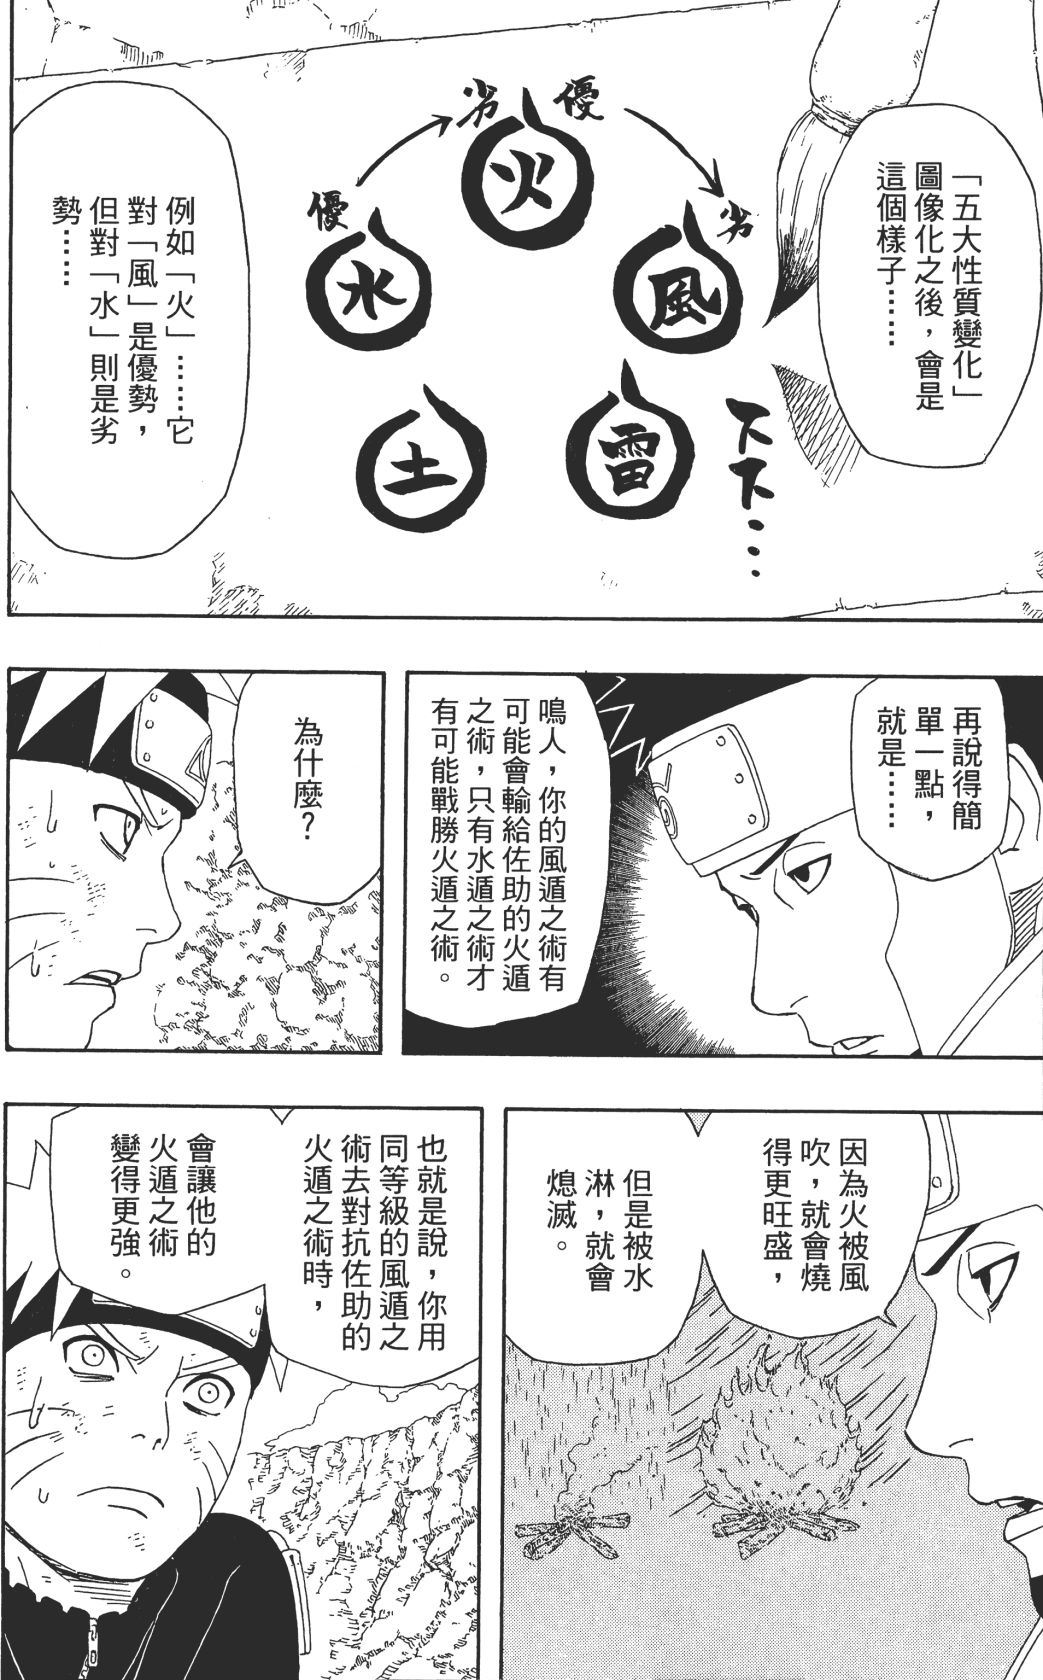 「五大性質變化」
圖像化之後，會是
這個樣子……
劣
優
火
優
水
劣
風
雷
土
下下…
例如「火」……它
對「風」是優勢，
但對「水」則是劣
勢……
再說得簡
單一點，
就是……
鳴人，你的風遁之術有
可能會輸給佐助的火遁
之術，只有水遁之術才
有可能戰勝火遁之術。
為什麼？
因為火被風
吹，就會燒
得更旺盛，
但是被水
淋，就會
熄滅。
也就是說，你用
同等級的風遁之
術去對抗佐助的
火遁之術時，
會讓他的
火遁之術
變得更強。